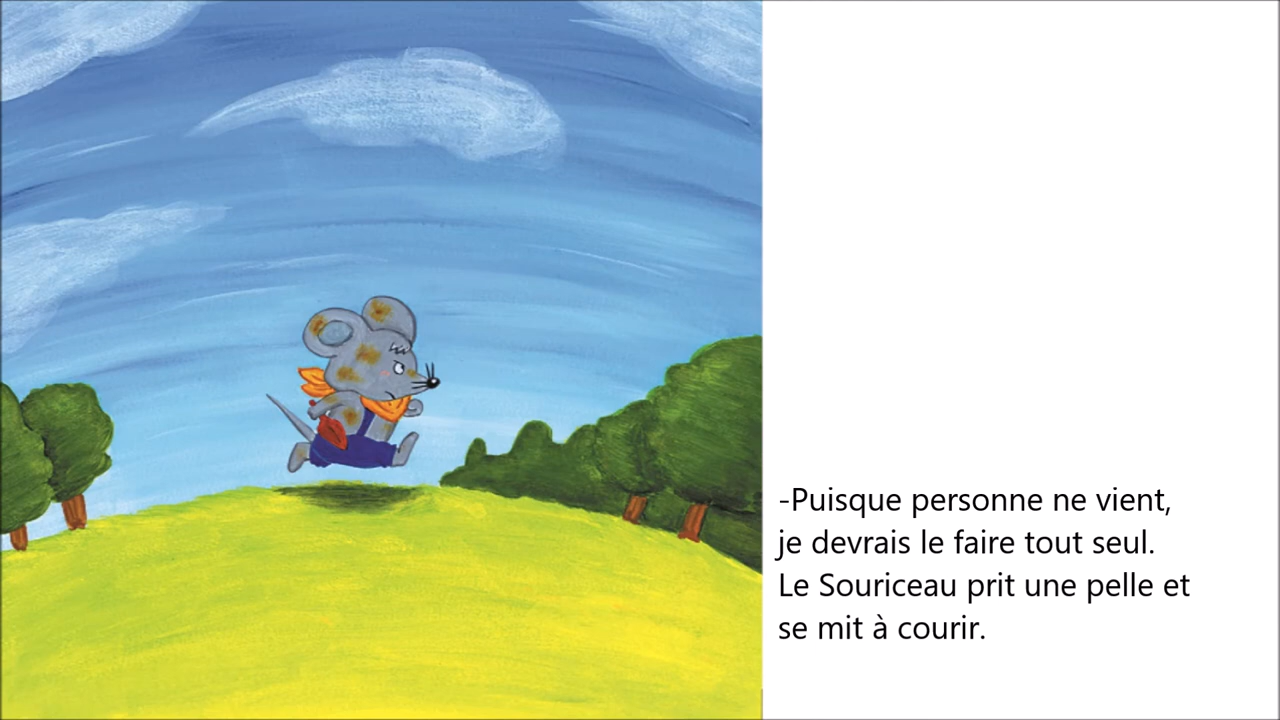 -Puisque personne ne vient,
je devrais le faire tout seul.
Le Souriceau prit une pelle et
se mit à courir.